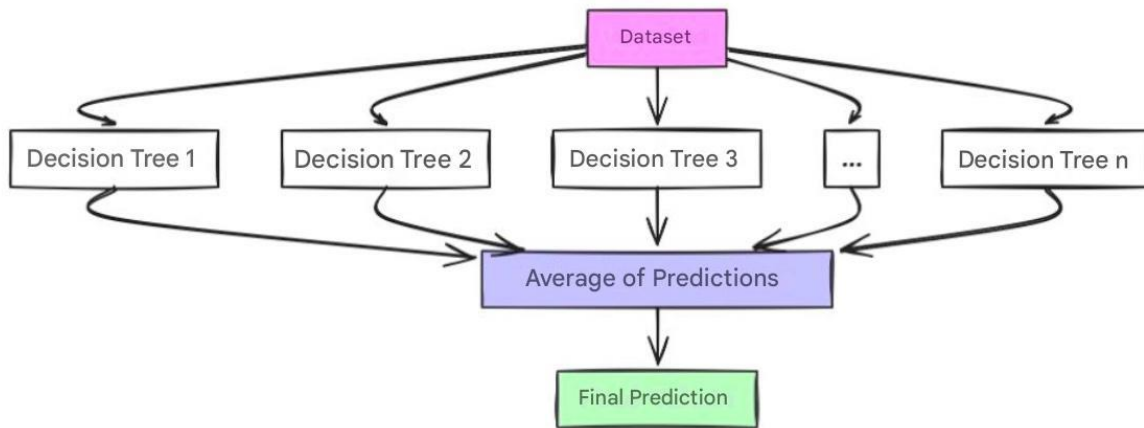 Dataset
Decision Tree 1
Decision Tree 2
Decision Tree 3
...
Decision Tree n
Average of Predictions
Final Prediction